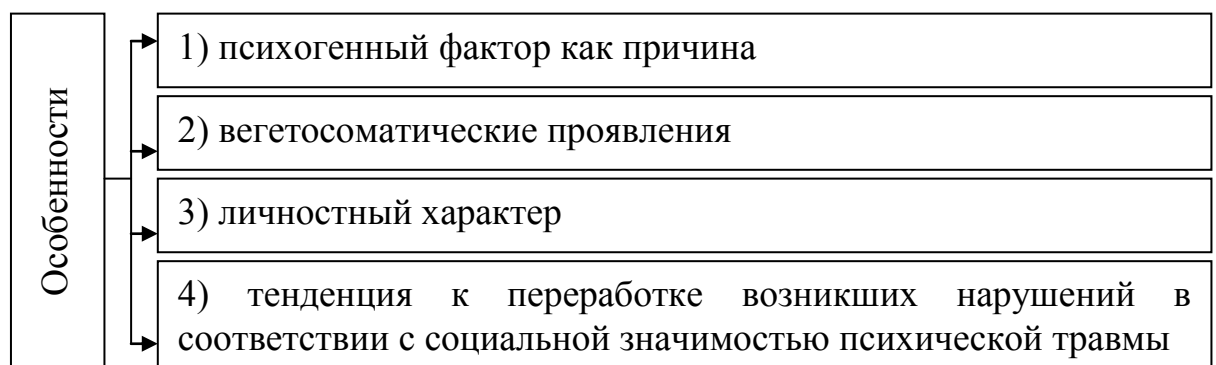 Особенности
1) психогенный фактор как причина
2) вегетосоматические проявления
3) личностный характер
4) тенденция к переработке возникших нарушений в
соответствии с социальной значимостью психической травмы